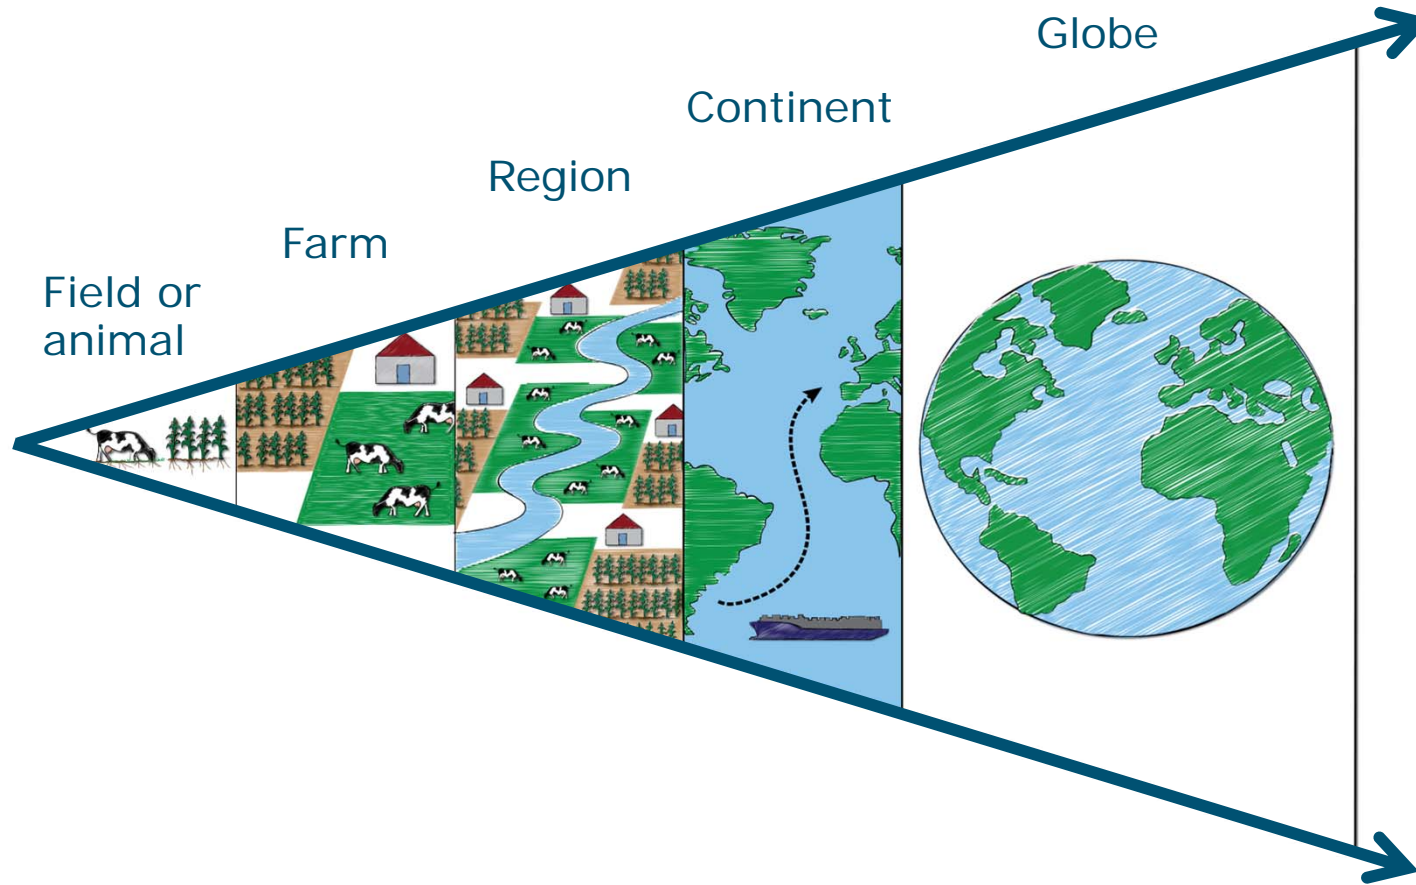 Field or
animal
Farm
Region
Continent
Globe